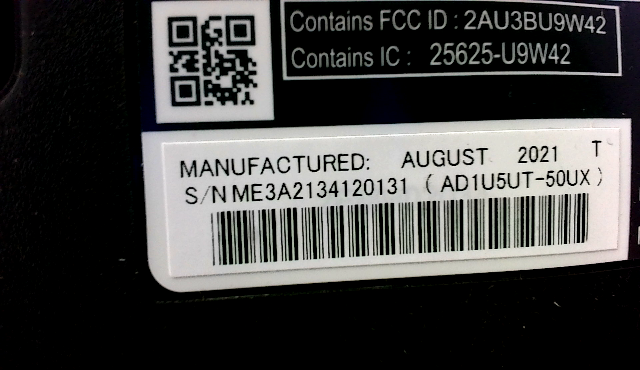 Contains FCC ID : 2AU3BU9W42
Contains IC : 25625-U9W42
MANUFACTURED: AUGUST 2021 T
S/N ME3A2134120131 ( AD1U5UT-50UX )